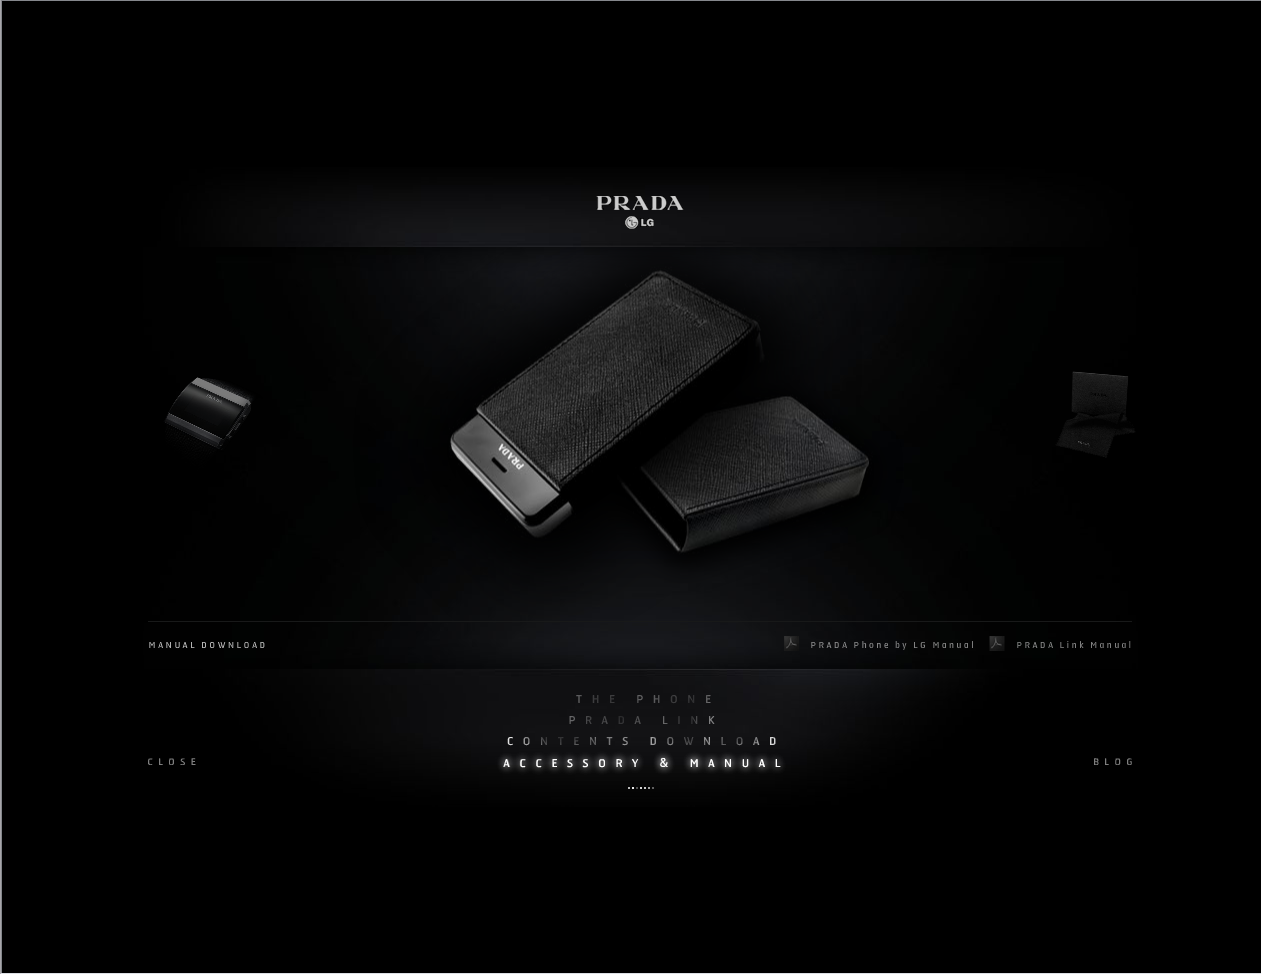 PRADA
LG
PRADA
MANUAL DOWNLOAD
PRADA Phone by LG Manual
PRADA Link Manual
THE PHONE
PRADA LINK
CONTENTS DOWNLOAD
ACCESSORY & MANUAL
CLOSE
BLOG